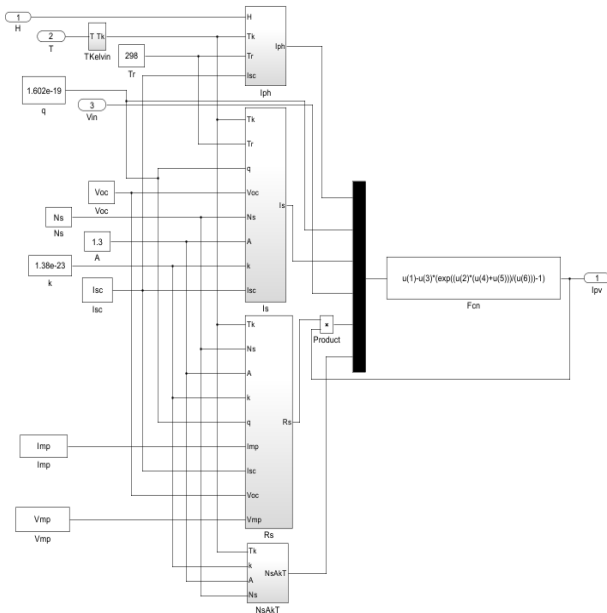 1
H
2
T
T Tk
TKelvin
298
Tr
1.602e-19
q
3
Vin
H
Tk
Tr
Isc
Iph
Iph
Tk
Tr
q
Voc
Ns
A
k
Isc
Is
Is
Voc
Voc
Ns
Ns
1.3
A
1.38e-23
k
Isc
Isc
Tk
Ns
A
k
q
Imp
Isc
Voc
Vmp
Rs
Rs
Imp
Imp
Vmp
Vmp
Tk
k
A
Ns
NsAkT
NsAkT
×
Product
u(1)-u(3)*(exp((u(2)*(u(4)+u(5)))/(u(6)))-1)
Fcn
1
Ipv